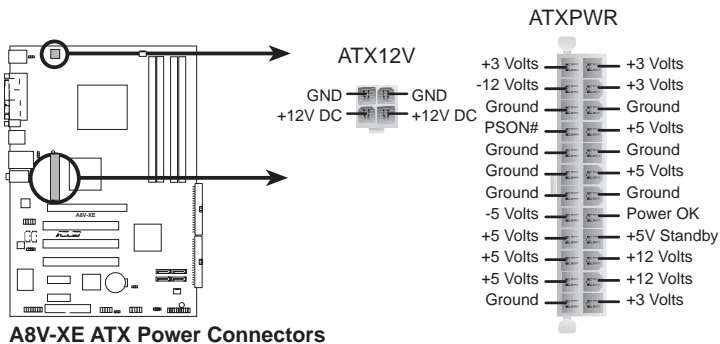 ATXPWR
ATX12V
GND GND
+12V DC +12V DC
+3 Volts +3 Volts
-12 Volts +3 Volts
Ground Ground
PSON# +5 Volts
Ground Ground
Ground +5 Volts
Ground Ground
-5 Volts Power OK
+5 Volts +5V Standby
+5 Volts +12 Volts
+5 Volts +12 Volts
Ground +3 Volts
A8V-XE
ASUS
A8V-XE ATX Power Connectors